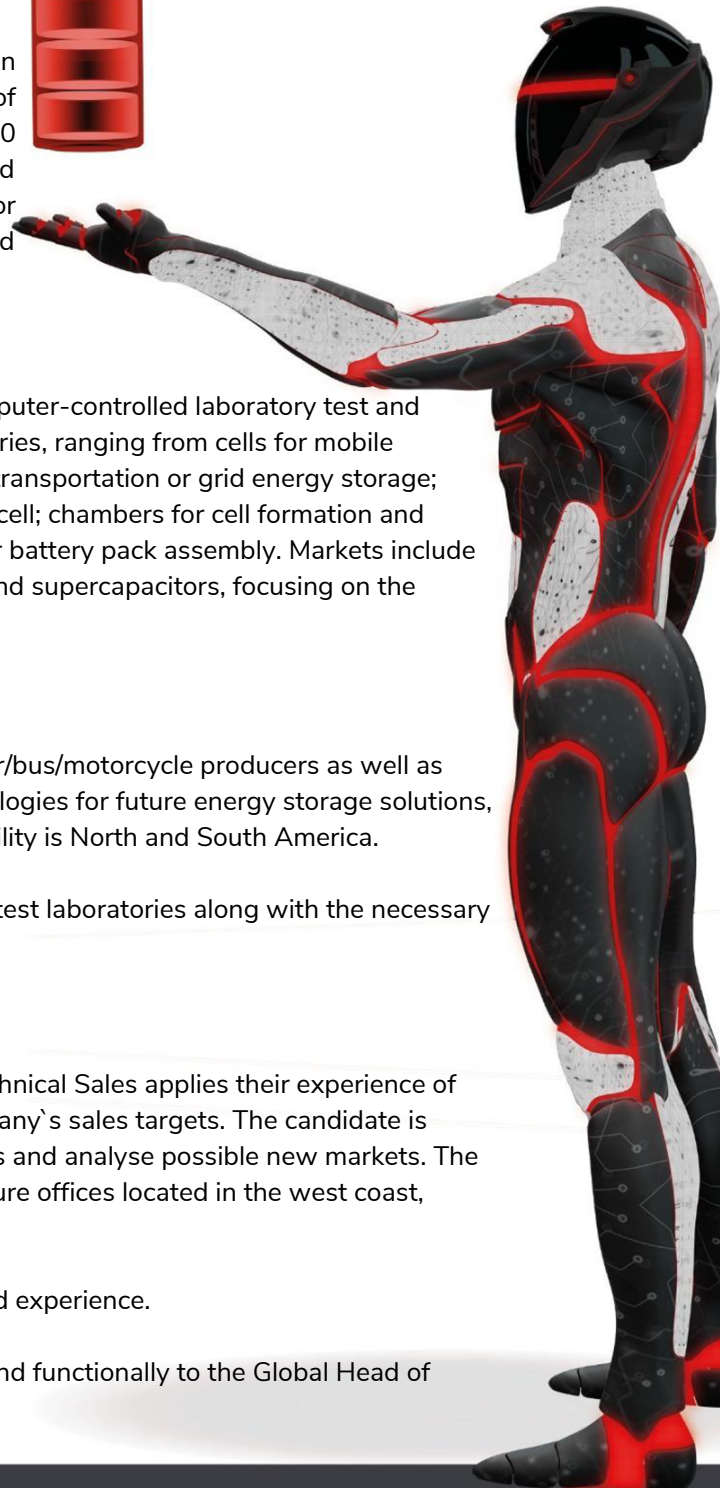 n
of
0
d
or
d
puter-controlled laboratory test and
ries, ranging from cells for mobile
transportation or grid energy storage;
cell; chambers for cell formation and
r battery pack assembly. Markets include
nd supercapacitors, focusing on the
r/bus/motorcycle producers as well as
logies for future energy storage solutions,
ility is North and South America.
test laboratories along with the necessary
hnical Sales applies their experience of
any`s sales targets. The candidate is
s and analyse possible new markets. The
ure offices located in the west coast,
d experience.
nd functionally to the Global Head of